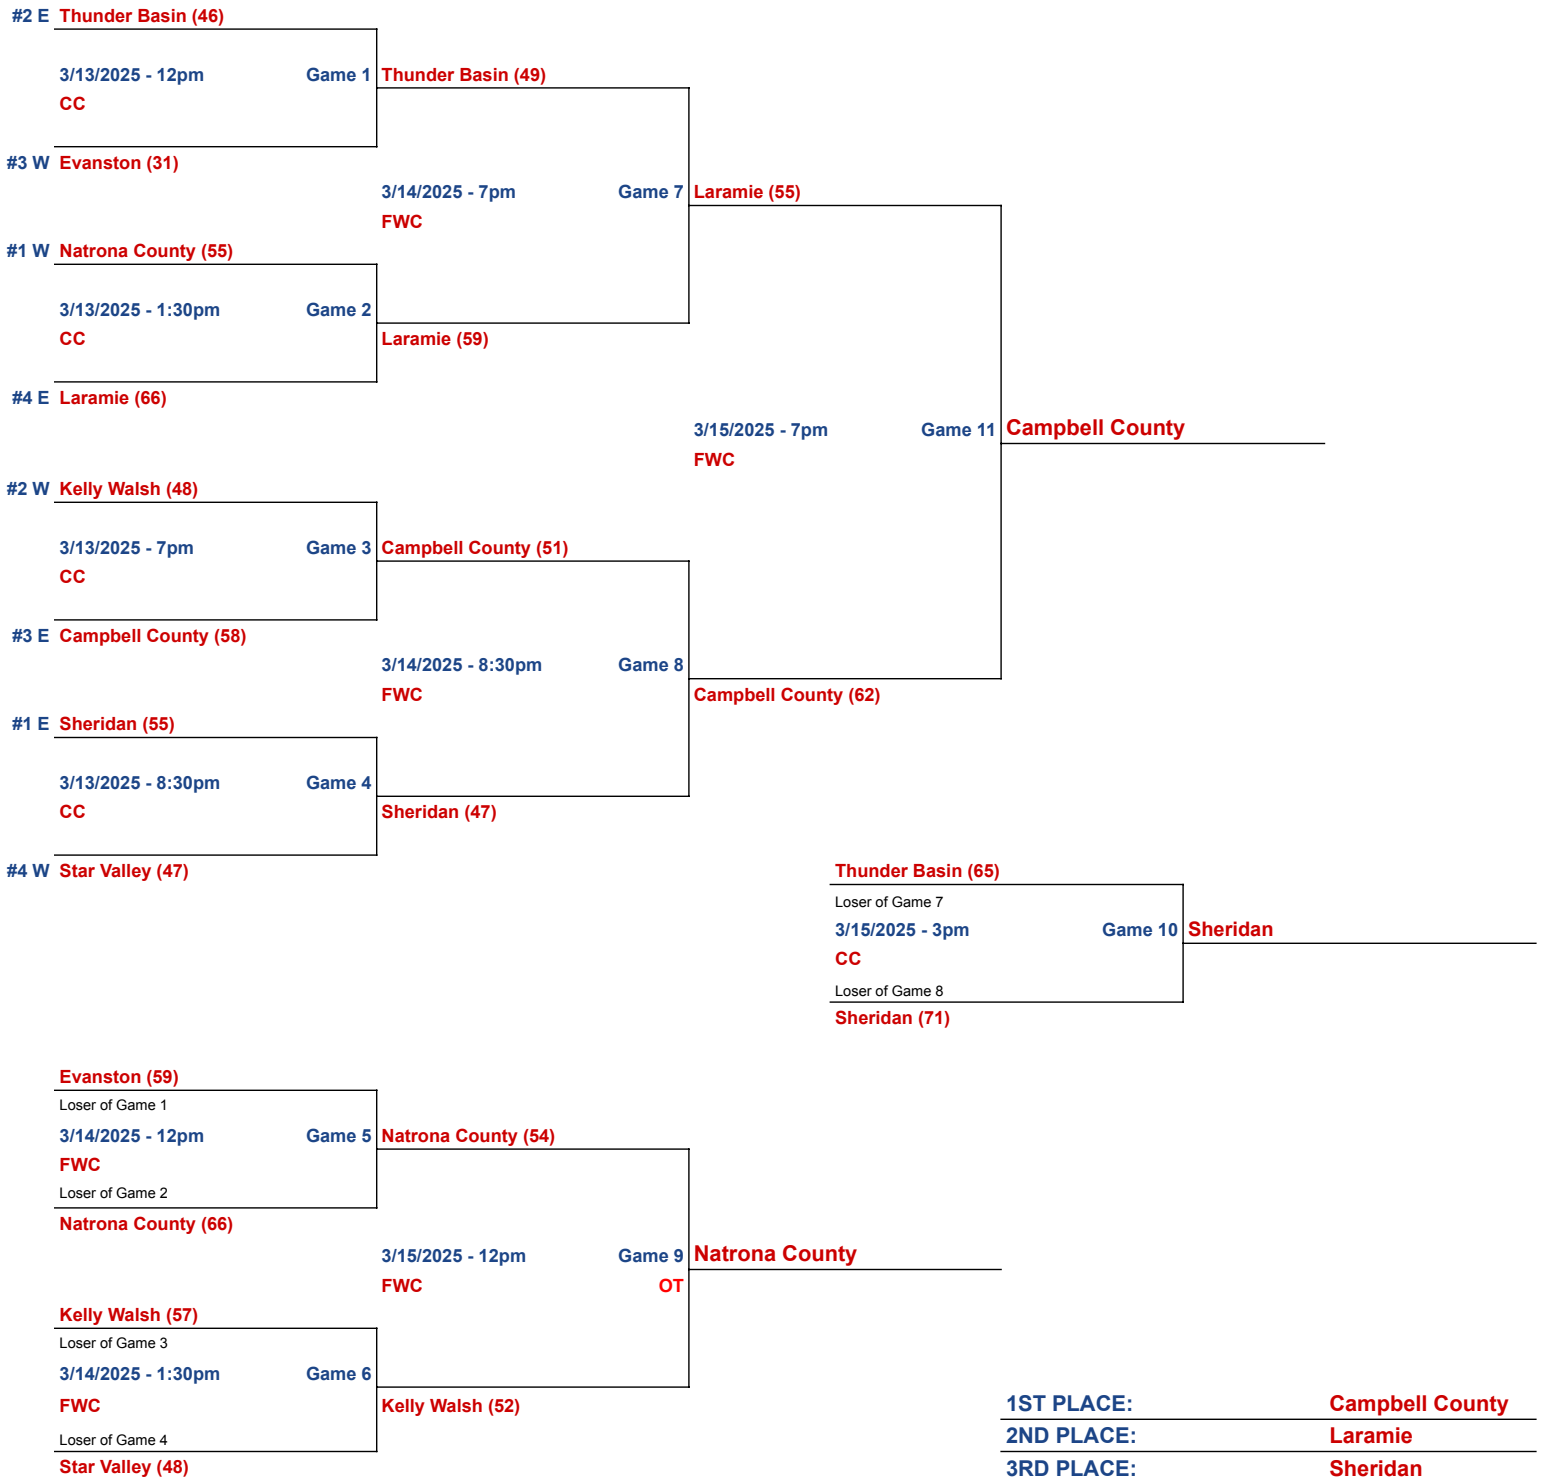 #2 E Thunder Basin (46)
3/13/2025 - 12pm Game 1 Thunder Basin (49)
CC
#3 W Evanston (31)
3/14/2025 - 7pm Game 7 Laramie (55)
FWC
#1 W Natrona County (55)
3/13/2025 - 1:30pm Game 2
CC Laramie (59)
#4 E Laramie (66)
3/15/2025 - 7pm Game 11 Campbell County
FWC
#2 W Kelly Walsh (48)
3/13/2025 - 7pm Game 3 Campbell County (51)
CC
#3 E Campbell County (58)
3/14/2025 - 8:30pm Game 8
FWC Campbell County (62)
#1 E Sheridan (55)
3/13/2025 - 8:30pm Game 4
CC Sheridan (47)
#4 W Star Valley (47) Thunder Basin (65)
Loser of Game 7
3/15/2025 - 3pm Game 10 Sheridan
CC
Loser of Game 8
Sheridan (71)
Evanston (59)
Loser of Game 1
3/14/2025 - 12pm Game 5 Natrona County (54)
FWC
Loser of Game 2
Natrona County (66)
3/15/2025 - 12pm Game 9 Natrona County
FWC OT
Kelly Walsh (57)
Loser of Game 3
3/14/2025 - 1:30pm Game 6
FWC Kelly Walsh (52) 1ST PLACE: Campbell County
Loser of Game 4 2ND PLACE: Laramie
Star Valley (48) 3RD PLACE: Sheridan